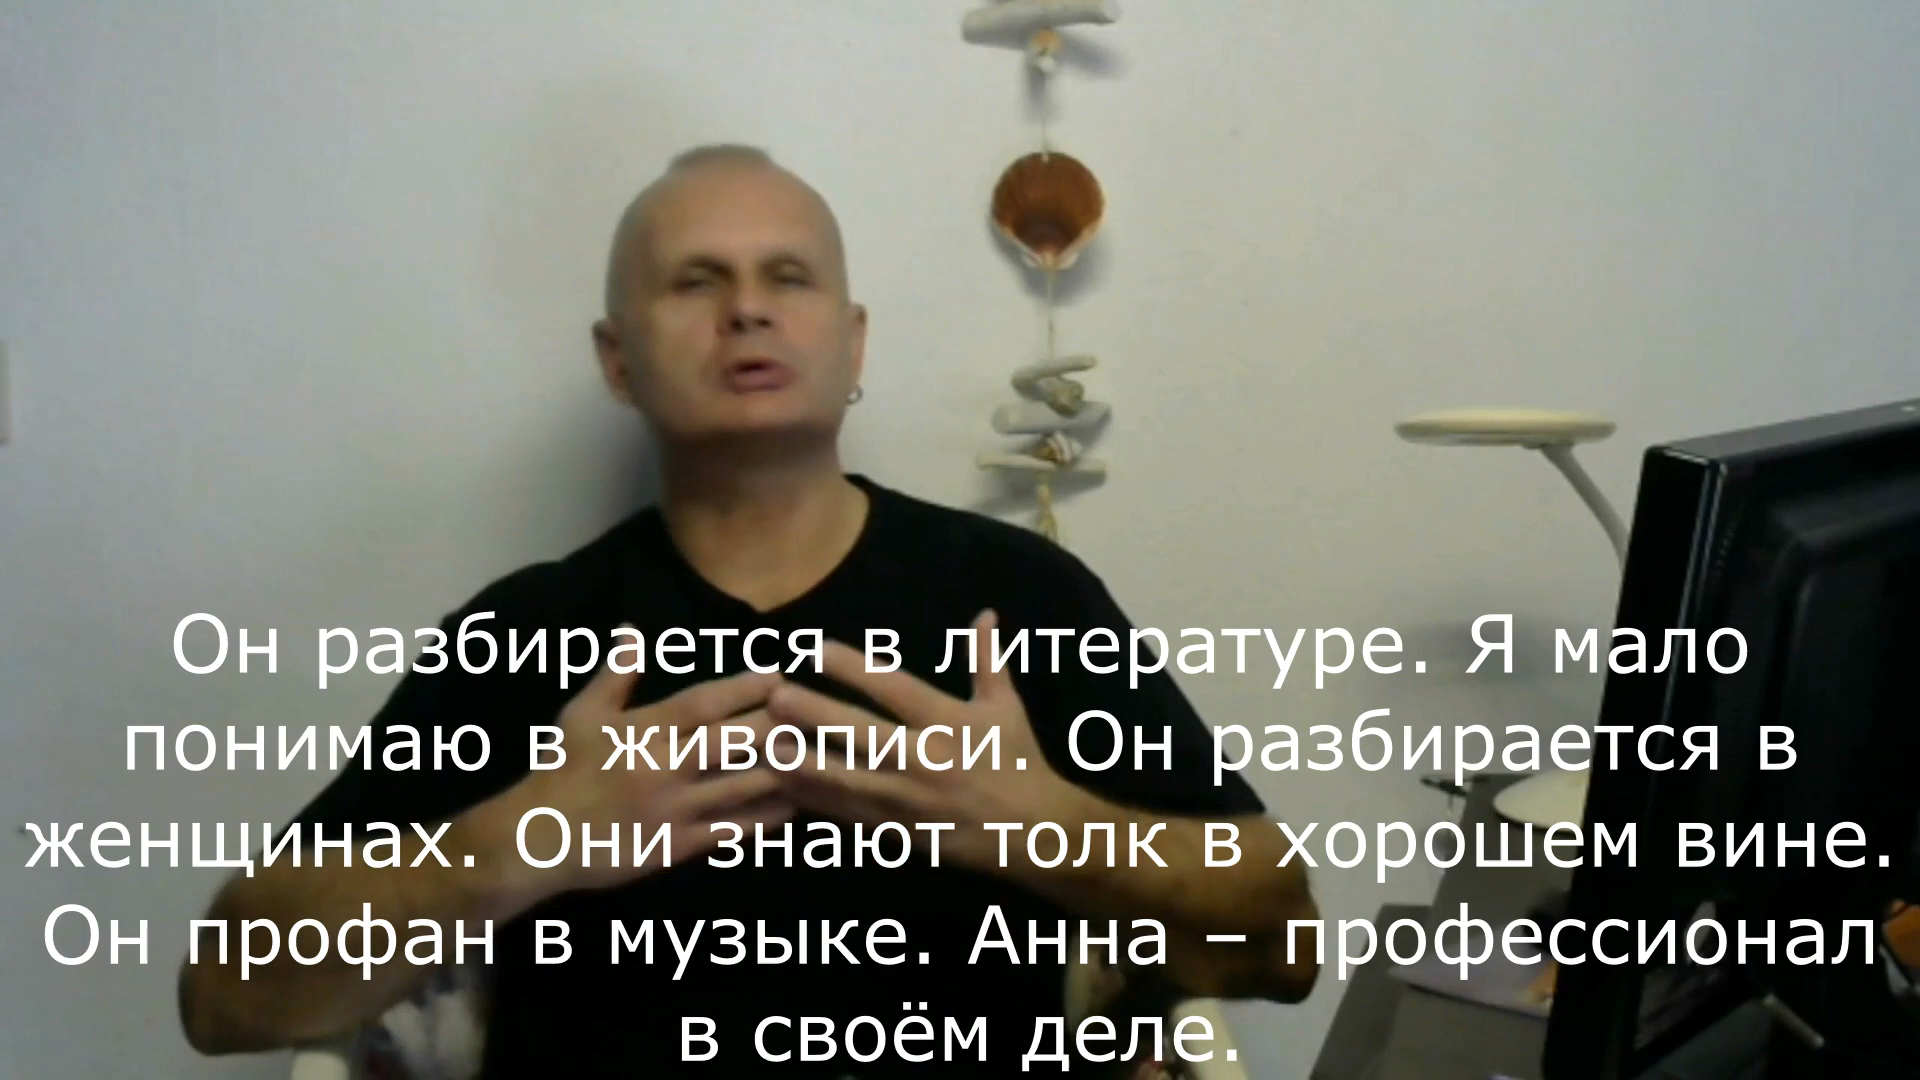 Он разбирается в литературе. Я мало
понимаю в живописи. Он разбирается в
женщинах. Они знают толк в хорошем вине.
Он профан в музыке. Анна – профессионал
в своём деле.